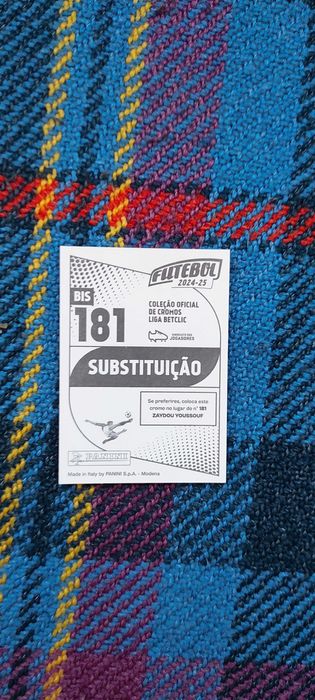 FUTEBOL
2024-25
BIS
181
COLEÇÃO OFICIAL
DE CROMOS
LIGA BETCLIC
SINDICATO DOS
JOGADORES
SUBSTITUIÇÃO
Se preferires, coloca este
cromo no lugar do nº 181
ZAYDOU YOUSSOUF
PANINI
Made in Italy by PANINI S.p.A. - Modena